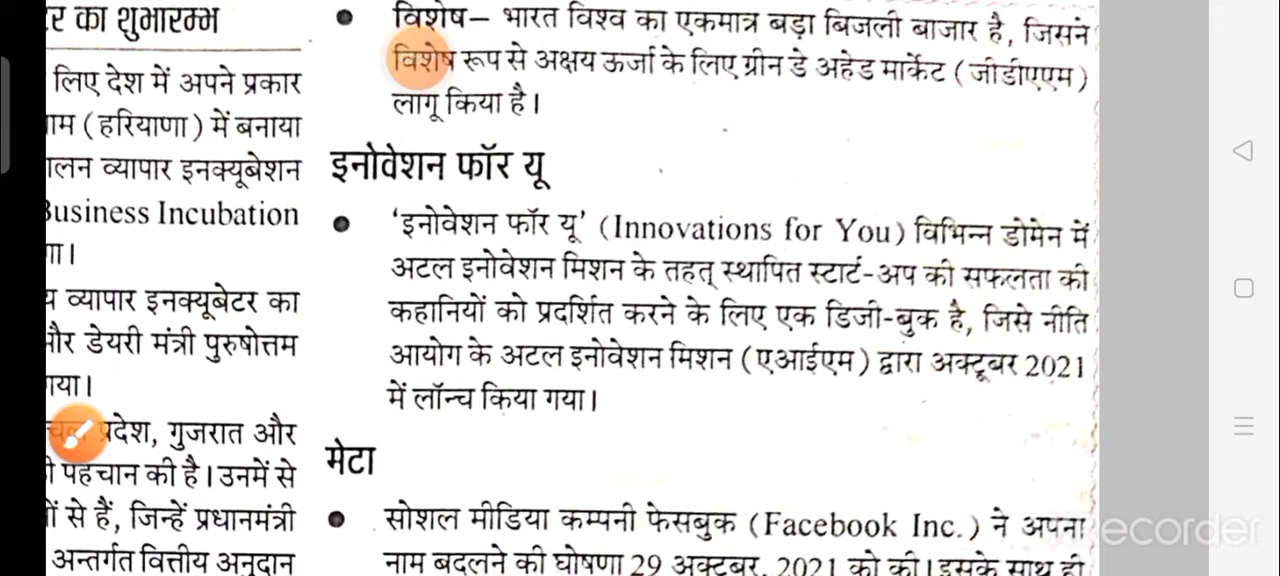 टर का शुभारम्भ
लिए देश में अपने प्रकार
ाम (हरियाणा) में बनाया
ालन व्यापार इनक्यूबेशन
Business Incubation
गा।
य व्यापार इनक्यूबेटर का
और डेयरी मंत्री पुरुषोत्तम
गया।
प्रदेश, गुजरात और
ी पहचान की है। उनमें से
ों से हैं, जिन्हें प्रधानमंत्री
अन्तर्गत वित्तीय अनुदान
● विशेष– भारत विश्व का एकमात्र बड़ा बिजली बाजार है, जिसने
विशेष रूप से अक्षय ऊर्जा के लिए ग्रीन डे अहेड मार्केट (जीडीएएम)
लागू किया है।
इनोवेशन फॉर यू
● ‘इनोवेशन फॉर यू’ (Innovations for You) विभिन्न डोमेन में
अटल इनोवेशन मिशन के तहत् स्थापित स्टार्ट-अप की सफलता की
कहानियों को प्रदर्शित करने के लिए एक डिजी-बुक है, जिसे नीति
आयोग के अटल इनोवेशन मिशन (एआईएम) द्वारा अक्टूबर 2021
में लॉन्च किया गया।
मेटा
● सोशल मीडिया कम्पनी फेसबुक (Facebook Inc.) ने अपना
नाम बदलने की घोषणा 29 अक्टूबर, 2021 को की। इसके साथ ही
Recorder